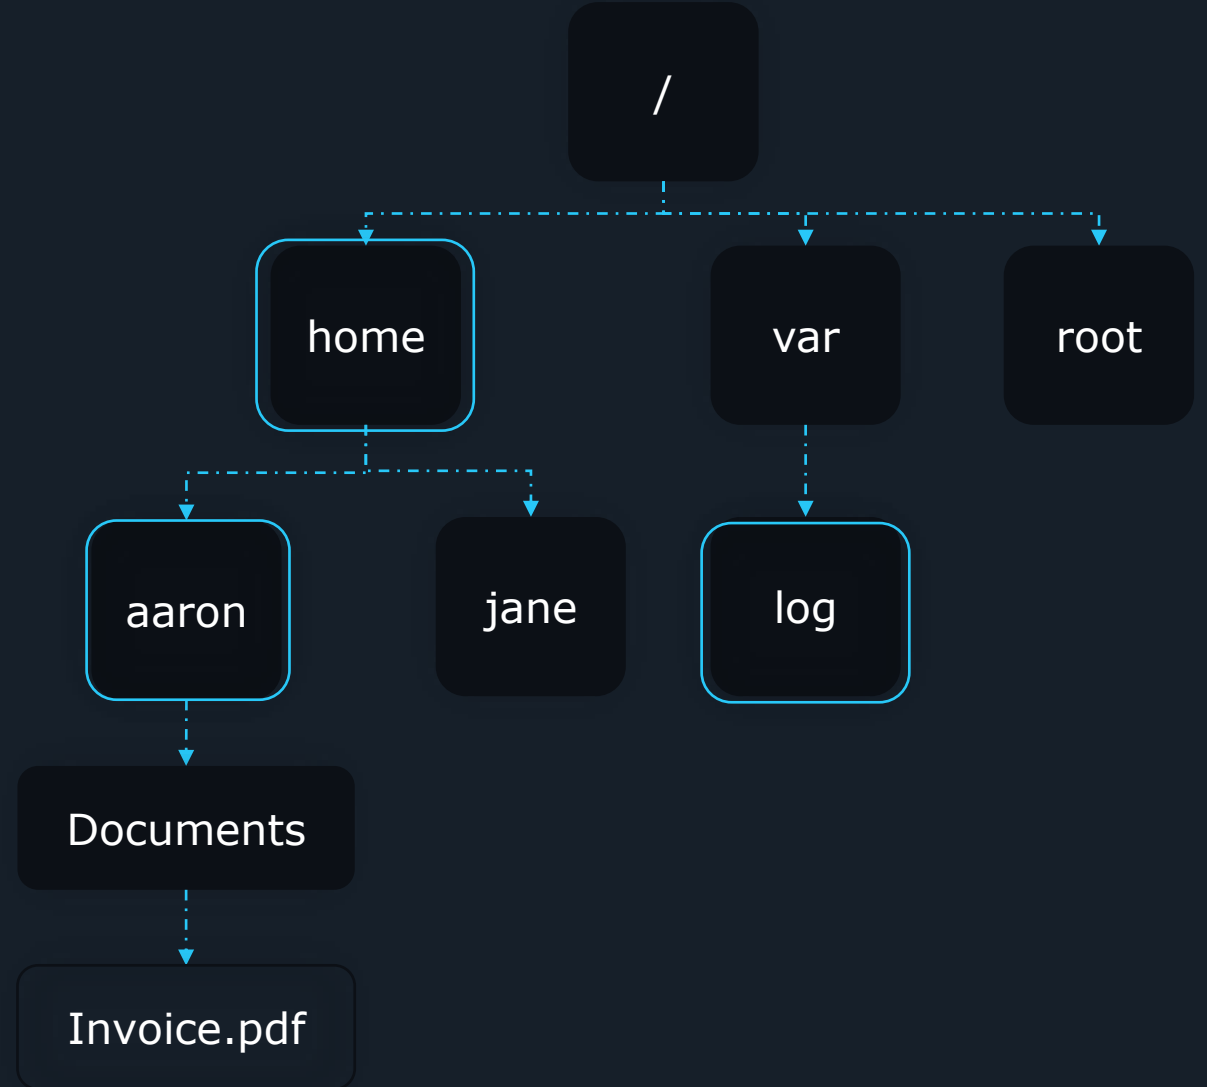 /
home
var
root
aaron
jane
log
Documents
Invoice.pdf